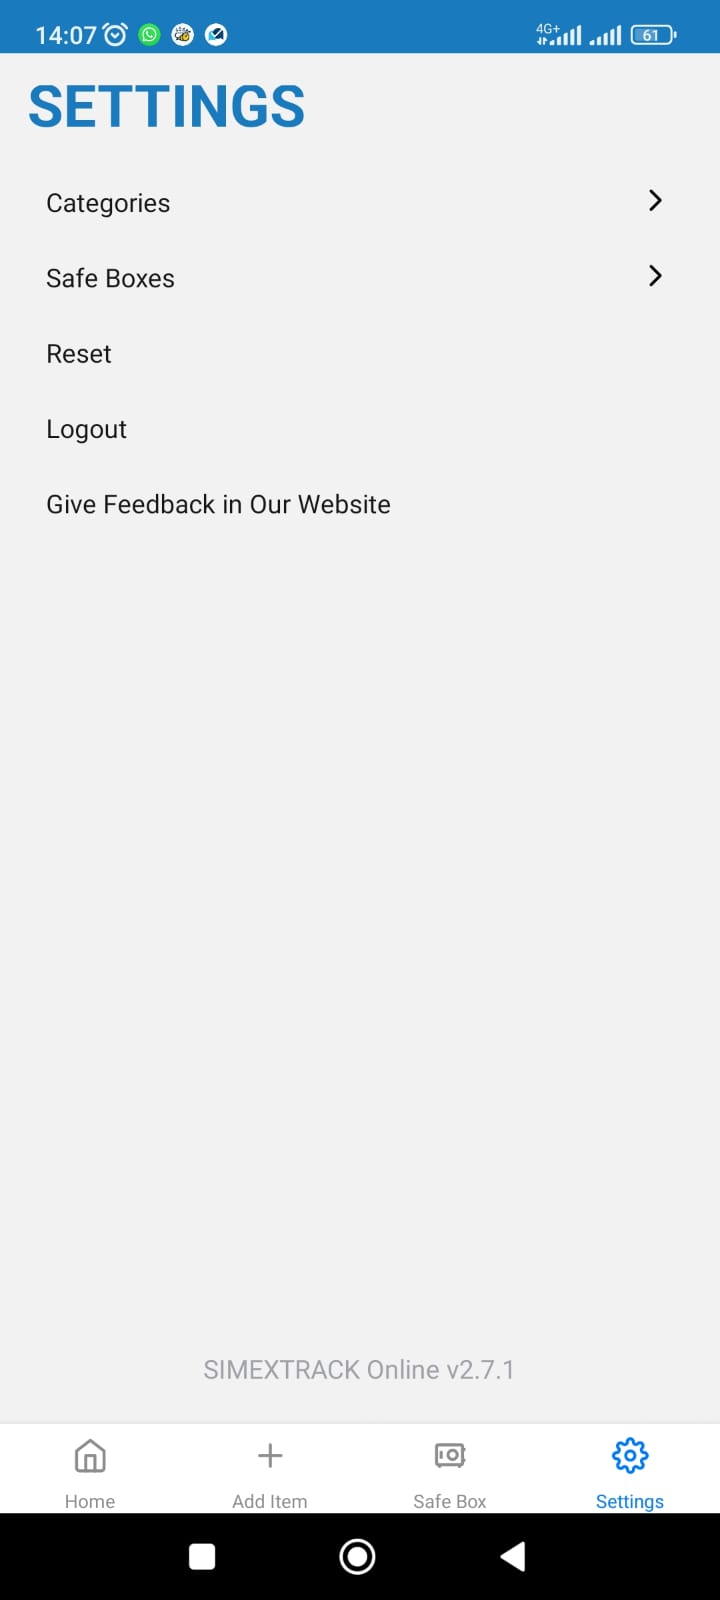 14:07 4G+ 61
SETTINGS
Categories
Safe Boxes
Reset
Logout
Give Feedback in Our Website
SIMEXTRACK Online v2.7.1
Home Add Item Safe Box Settings